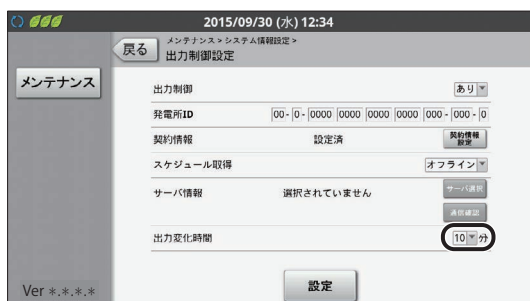 2015/09/30 (水) 12:34
戻る
メンテナンス > システム情報設定 >
出力制御設定
メンテナンス
出力制御 あり
発電所ID 00 - 0 - 0000 0000 0000 0000 0000 000 - 000 - 0
契約情報 設定済 契約情報
設定
スケジュール取得 オフライン
サーバ情報 選択されていません サーバ選択
通信確認
出力変化時間 10 分
設定
Ver *.*.*.*